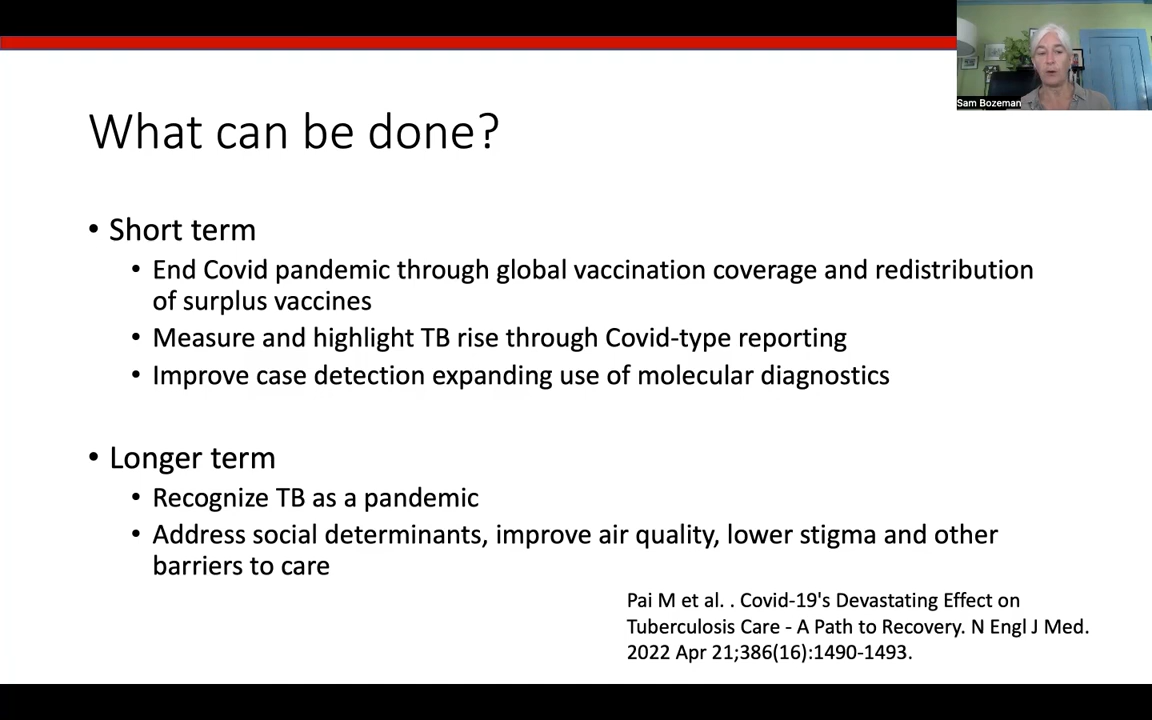 Sam Bozeman
What can be done?
• Short term
• End Covid pandemic through global vaccination coverage and redistribution
of surplus vaccines
• Measure and highlight TB rise through Covid-type reporting
• Improve case detection expanding use of molecular diagnostics
• Longer term
• Recognize TB as a pandemic
• Address social determinants, improve air quality, lower stigma and other
barriers to care
Pai M et al. . Covid-19's Devastating Effect on
Tuberculosis Care - A Path to Recovery. N Engl J Med.
2022 Apr 21;386(16):1490-1493.